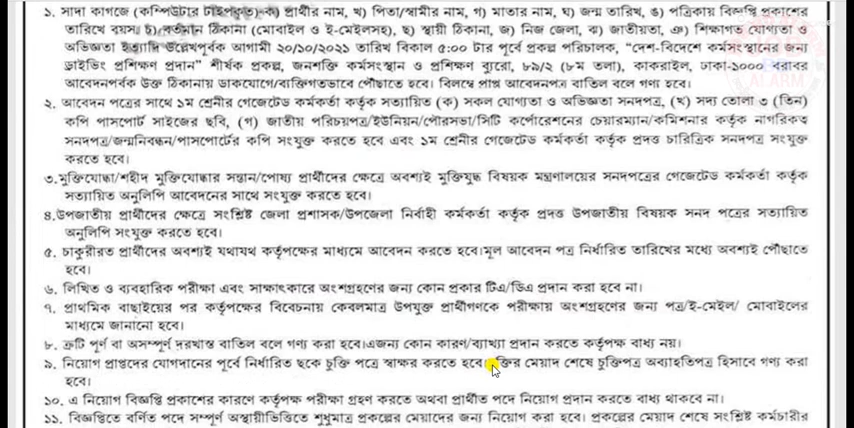 ১. সাদা কাগজে (কম্পিউটার টাইপকৃত) ক) প্রার্থীর নাম, খ) পিতা/স্বামীর নাম, গ) মাতার নাম, ঘ) জন্ম তারিখ, ঙ) পত্রিকায় বিজ্ঞপ্তি প্রকাশের
তারিখে বয়স চ) বর্তমান ঠিকানা (মোবাইল ও ই-মেইলসহ), ছ) স্থায়ী ঠিকানা, জ) নিজ জেলা, ঝ) জাতীয়তা, ঞ) শিক্ষাগত যোগ্যতা ও
অভিজ্ঞতা ইত্যাদি উল্লেখপূর্বক আগামী ২০/১০/২০২১ তারিখ বিকাল ৫:০০ টার পূর্বে প্রকল্প পরিচালক, “দেশ-বিদেশে কর্মসংস্থানের জন্য
ড্রাইভিং প্রশিক্ষণ প্রদান” শীর্ষক প্রকল্প, জনশক্তি কর্মসংস্থান ও প্রশিক্ষণ ব্যুরো, ৮৯/২ (৮ম তলা), কাকরাইল, ঢাকা-১০০০ বরাবর
আবেদনপর্বক উক্ত ঠিকানায় ডাকযোগে/ব্যক্তিগতভাবে পৌঁছাতে হবে। বিলম্বে প্রাপ্ত আবেদনপত্র বাতিল বলে গণ্য হবে।
২. আবেদন পত্রের সাথে ১ম শ্রেনীর গেজেটেড কর্মকর্তা কর্তৃক সত্যায়িত (ক) সকল যোগ্যতা ও অভিজ্ঞতা সনদপত্র, (খ) সদ্য তোলা ৩ (তিন)
কপি পাসপোর্ট সাইজের ছবি, (গ) জাতীয় পরিচয়পত্র/ইউনিয়ন/পৌরসভা/সিটি কর্পোরেশনের চেয়ারম্যান/কমিশনার কর্তৃক নাগরিকত্ব
সনদপত্র/জন্মনিবন্ধন/পাসপোর্টের কপি সংযুক্ত করতে হবে এবং ১ম শ্রেনীর গেজেটেড কর্মকর্তা কর্তৃক প্রদত্ত চারিত্রিক সনদপত্র সংযুক্ত
করতে হবে।
৩.মুক্তিযোদ্ধা/শহীদ মুক্তিযোদ্ধার সন্তান/পোষ্য প্রার্থীদের ক্ষেত্রে অবশ্যই মুক্তিযুদ্ধ বিষয়ক মন্ত্রণালয়ের সনদপত্রের গেজেটেড কর্মকর্তা কর্তৃক
সত্যায়িত অনুলিপি আবেদনের সাথে সংযুক্ত করতে হবে।
৪.উপজাতীয় প্রার্থীদের ক্ষেত্রে সংশ্লিষ্ট জেলা প্রশাসক/উপজেলা নির্বাহী কর্মকর্তা কর্তৃক প্রদত্ত উপজাতীয় বিষয়ক সনদ পত্রের সত্যায়িত
অনুলিপি সংযুক্ত করতে হবে।
৫. চাকুরীরত প্রার্থীদের অবশ্যই যথাযথ কর্তৃপক্ষের মাধ্যমে আবেদন করতে হবে।মূল আবেদন পত্র নির্ধারিত তারিখের মধ্যে অবশ্যই পৌঁছাতে
হবে।
৬. লিখিত ও ব্যবহারিক পরীক্ষা এবং সাক্ষাৎকারে অংশগ্রহণের জন্য কোন প্রকার টিএ/ডিএ প্রদান করা হবে না।
৭. প্রাথমিক বাছাইয়ের পর কর্তৃপক্ষের বিবেচনায় কেবলমাত্র উপযুক্ত প্রার্থীগণকে পরীক্ষায় অংশগ্রহণের জন্য পত্র/ই-মেইল/ মোবাইলের
মাধ্যমে জানানো হবে।
৮. ত্রুটি পূর্ণ বা অসম্পূর্ণ দরখাস্ত বাতিল বলে গণ্য করা হবে।এজন্য কোন কারণ/ব্যাখ্যা প্রদান করতে কর্তৃপক্ষ বাধ্য নয়।
৯. নিয়োগ প্রাপ্তদের যোগদানের পূর্বে নির্ধারিত ছকে চুক্তি পত্রে স্বাক্ষর করতে হবে। মেয়াদ শেষে চুক্তিপত্র অব্যাহতিপত্র হিসাবে গণ্য করা
হবে।
১০. এ নিয়োগ বিজ্ঞপ্তি প্রকাশের কারণে কর্তৃপক্ষ পরীক্ষা গ্রহণ করতে অথবা প্রার্থীত পদে নিয়োগ প্রদান করতে বাধ্য থাকবে না।
১১. বিজ্ঞপ্তিতে বর্ণিত পদে সম্পূর্ণ অস্থায়ীভিত্তিতে শুধুমাত্র প্রকল্পের মেয়াদের জন্য নিয়োগ করা হবে। প্রকল্পের মেয়াদ শেষে সংশ্লিষ্ট কর্মচারীর